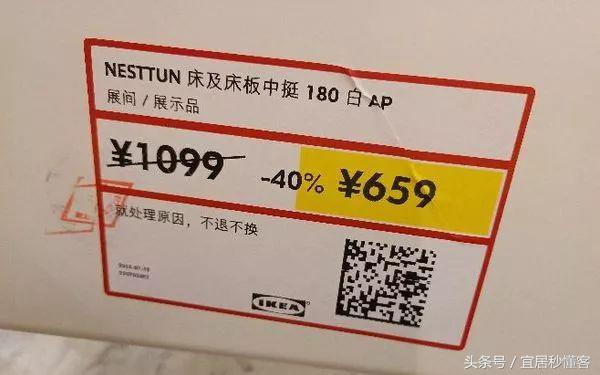 NESTTUN 床及床板中挺 180 白 AP
展间 / 展示品
¥1099 -40% ¥659
就处理原因，不退不换
IKEA
头条号 / 宜居秒懂客